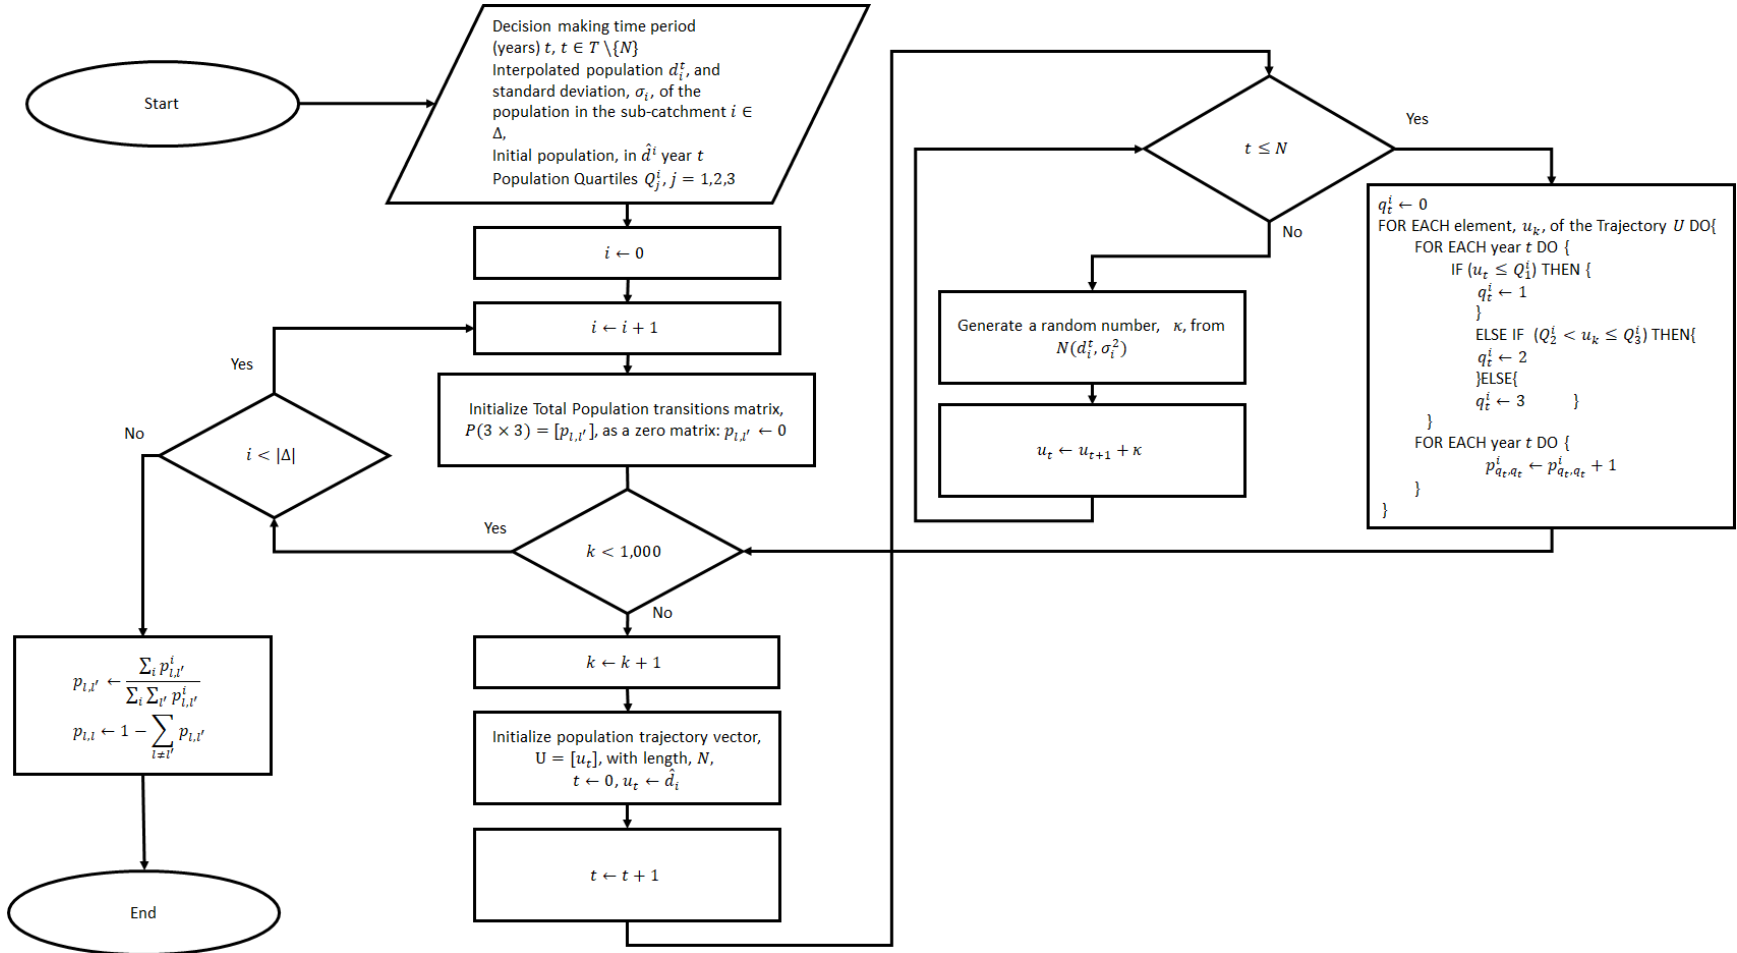 Start
Decision making time period
(years) t, t ∈ T \{N}
Interpolated population d_i^t, and
standard deviation, σ_i, of the
population in the sub-catchment i ∈
Δ,
Initial population, in d̂^i year t
Population Quartiles Q_j^i, j = 1,2,3
i ← 0
i ← i + 1
Initialize Total Population transitions matrix,
P(3 × 3) = [p_{l,l'}], as a zero matrix: p_{l,l'} ← 0
Yes
i < |Δ|
No
Yes
k < 1,000
No
k ← k + 1
Initialize population trajectory vector,
U = [u_t], with length, N,
t ← 0, u_t ← d̂_i
t ← t + 1
t ≤ N
Yes
No
Generate a random number, κ, from
N(d_i^t, σ_i^2)
u_t ← u_{t+1} + κ
q_t^i ← 0
FOR EACH element, u_k, of the Trajectory U DO{
FOR EACH year t DO {
IF (u_t ≤ Q_1^i) THEN {
q_t^i ← 1
}
ELSE IF (Q_2^i < u_k ≤ Q_3^i) THEN{
q_t^i ← 2
}ELSE{
q_t^i ← 3 }
}
FOR EACH year t DO {
p_{q_t,q_t}^i ← p_{q_t,q_t}^i + 1
}
}
p_{l,l'} ← ∑_i p_{l,l'}^i / ∑_i ∑_{l'} p_{l,l'}^i
p_{l,l} ← 1 − ∑_{l≠l'} p_{l,l'}
End